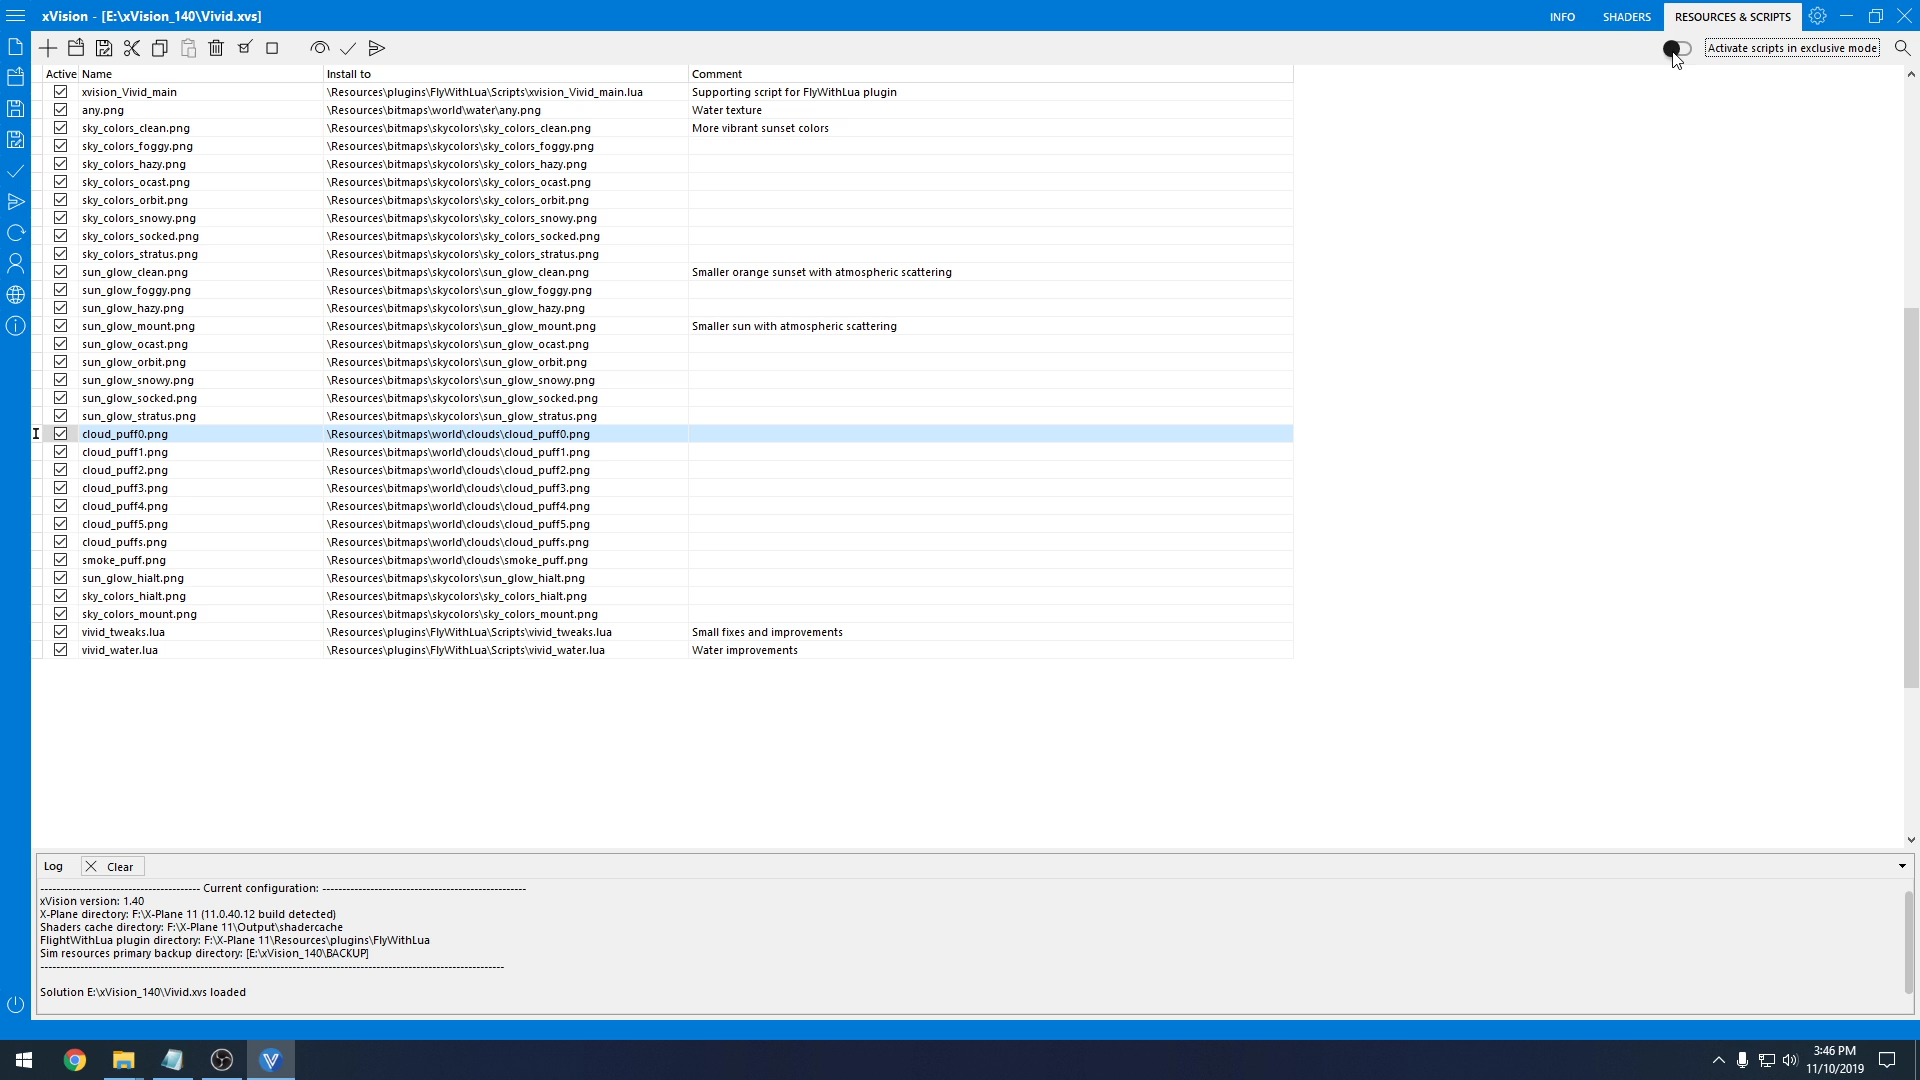 xVision - [E:\xVision_140\Vivid.xvs]
INFO SHADERS RESOURCES & SCRIPTS
Activate scripts in exclusive mode
Active Name Install to Comment
xvision_Vivid_main \Resources\plugins\FlyWithLua\Scripts\xvision_Vivid_main.lua Supporting script for FlyWithLua plugin
any.png \Resources\bitmaps\world\water\any.png Water texture
sky_colors_clean.png \Resources\bitmaps\skycolors\sky_colors_clean.png More vibrant sunset colors
sky_colors_foggy.png \Resources\bitmaps\skycolors\sky_colors_foggy.png
sky_colors_hazy.png \Resources\bitmaps\skycolors\sky_colors_hazy.png
sky_colors_ocast.png \Resources\bitmaps\skycolors\sky_colors_ocast.png
sky_colors_orbit.png \Resources\bitmaps\skycolors\sky_colors_orbit.png
sky_colors_snowy.png \Resources\bitmaps\skycolors\sky_colors_snowy.png
sky_colors_socked.png \Resources\bitmaps\skycolors\sky_colors_socked.png
sky_colors_stratus.png \Resources\bitmaps\skycolors\sky_colors_stratus.png
sun_glow_clean.png \Resources\bitmaps\skycolors\sun_glow_clean.png Smaller orange sunset with atmospheric scattering
sun_glow_foggy.png \Resources\bitmaps\skycolors\sun_glow_foggy.png
sun_glow_hazy.png \Resources\bitmaps\skycolors\sun_glow_hazy.png
sun_glow_mount.png \Resources\bitmaps\skycolors\sun_glow_mount.png Smaller sun with atmospheric scattering
sun_glow_ocast.png \Resources\bitmaps\skycolors\sun_glow_ocast.png
sun_glow_orbit.png \Resources\bitmaps\skycolors\sun_glow_orbit.png
sun_glow_snowy.png \Resources\bitmaps\skycolors\sun_glow_snowy.png
sun_glow_socked.png \Resources\bitmaps\skycolors\sun_glow_socked.png
sun_glow_stratus.png \Resources\bitmaps\skycolors\sun_glow_stratus.png
cloud_puff0.png \Resources\bitmaps\world\clouds\cloud_puff0.png
cloud_puff1.png \Resources\bitmaps\world\clouds\cloud_puff1.png
cloud_puff2.png \Resources\bitmaps\world\clouds\cloud_puff2.png
cloud_puff3.png \Resources\bitmaps\world\clouds\cloud_puff3.png
cloud_puff4.png \Resources\bitmaps\world\clouds\cloud_puff4.png
cloud_puff5.png \Resources\bitmaps\world\clouds\cloud_puff5.png
cloud_puffs.png \Resources\bitmaps\world\clouds\cloud_puffs.png
smoke_puff.png \Resources\bitmaps\world\clouds\smoke_puff.png
sun_glow_hialt.png \Resources\bitmaps\skycolors\sun_glow_hialt.png
sky_colors_hialt.png \Resources\bitmaps\skycolors\sky_colors_hialt.png
sky_colors_mount.png \Resources\bitmaps\skycolors\sky_colors_mount.png
vivid_tweaks.lua \Resources\plugins\FlyWithLua\Scripts\vivid_tweaks.lua Small fixes and improvements
vivid_water.lua \Resources\plugins\FlyWithLua\Scripts\vivid_water.lua Water improvements
Log Clear
---------------------------------------- Current configuration: ---------------------------------------------------
xVision version: 1.40
X-Plane directory: F:\X-Plane 11 (11.0.40.12 build detected)
Shaders cache directory: F:\X-Plane 11\Output\shadercache
FlightWithLua plugin directory: F:\X-Plane 11\Resources\plugins\FlyWithLua
Sim resources primary backup directory: [E:\xVision_140\BACKUP]
--------------------------------------------------------------------------------------------------------------------
Solution E:\xVision_140\Vivid.xvs loaded
3:46 PM
11/10/2019